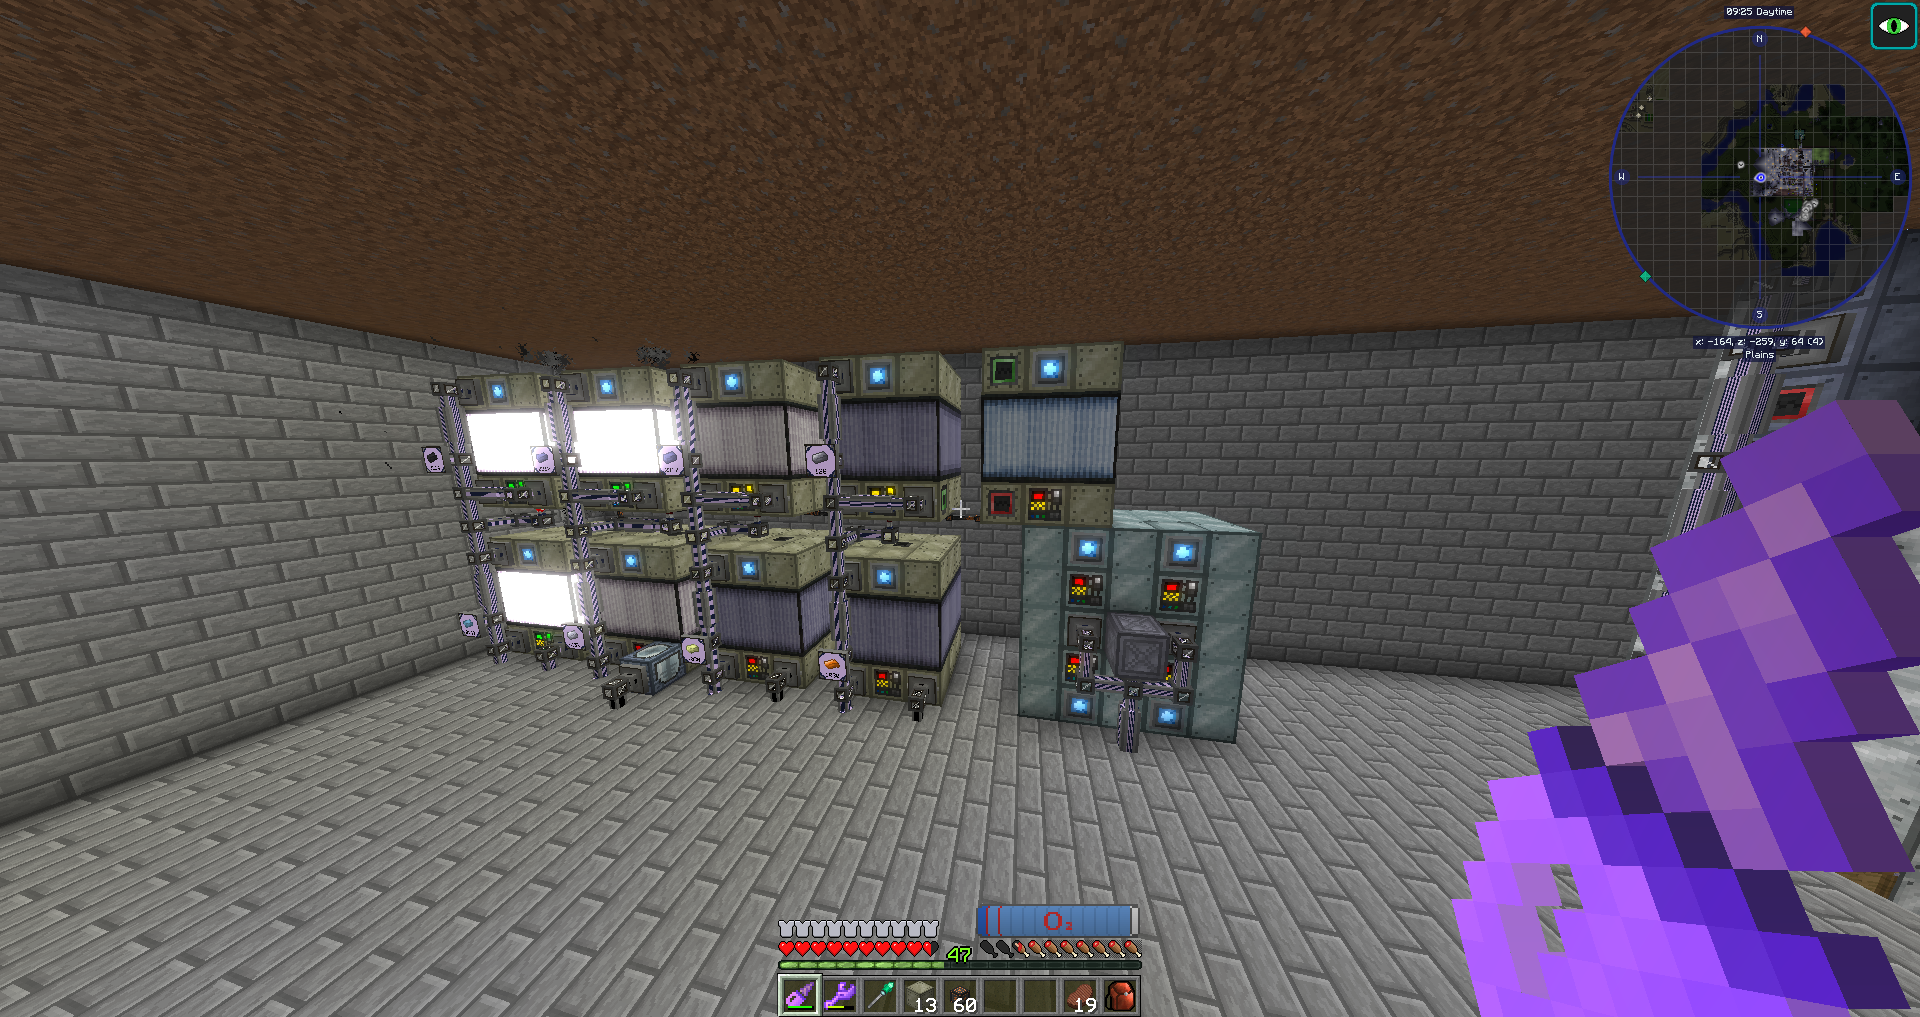 09:25 Daytime
N
W
E
S
x: -164, z: -259, y: 64 (4)
Plains
O₂
47
13
60
19